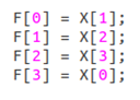 F[0] = X[1];
F[1] = X[2];
F[2] = X[3];
F[3] = X[0];